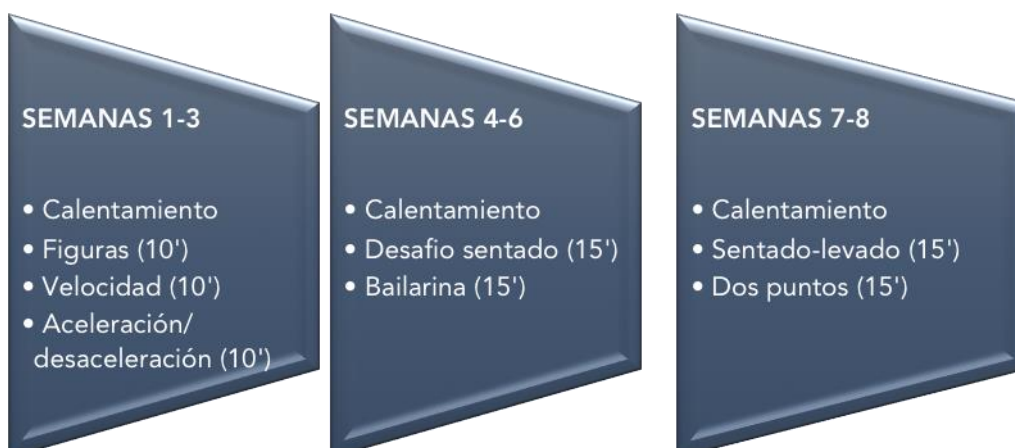 SEMANAS 1-3
• Calentamiento
• Figuras (10')
• Velocidad (10')
• Aceleración/
desaceleración (10')
SEMANAS 4-6
• Calentamiento
• Desafio sentado (15')
• Bailarina (15')
SEMANAS 7-8
• Calentamiento
• Sentado-levado (15')
• Dos puntos (15')